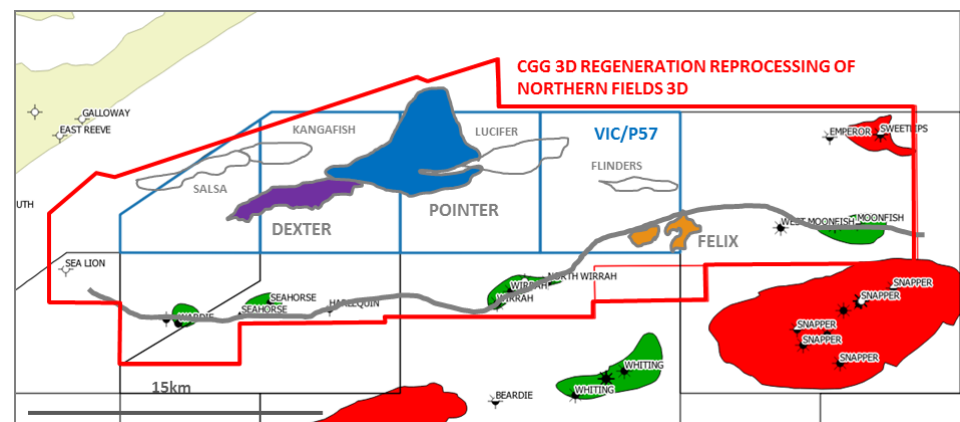 CGG 3D REGENERATION REPROCESSING OF
NORTHERN FIELDS 3D
GALLOWAY
EAST REEVE
KANGAFISH
LUCIFER
VIC/P57
EMPEROR
SALSA
FLINDERS
UTH
DEXTER
POINTER
FELIX
WEST MOONFISH
MOONFISH
SEA LION
NORTH WIRRAH
WIRRAH
WIRRAH
SEAHORSE
SEAHORSE
HARLEQUIN
SNAPPER
SNAPPER
SNAPPER
SNAPPER
SNAPPER
15km
WHITING
WHITING
BEARDIE